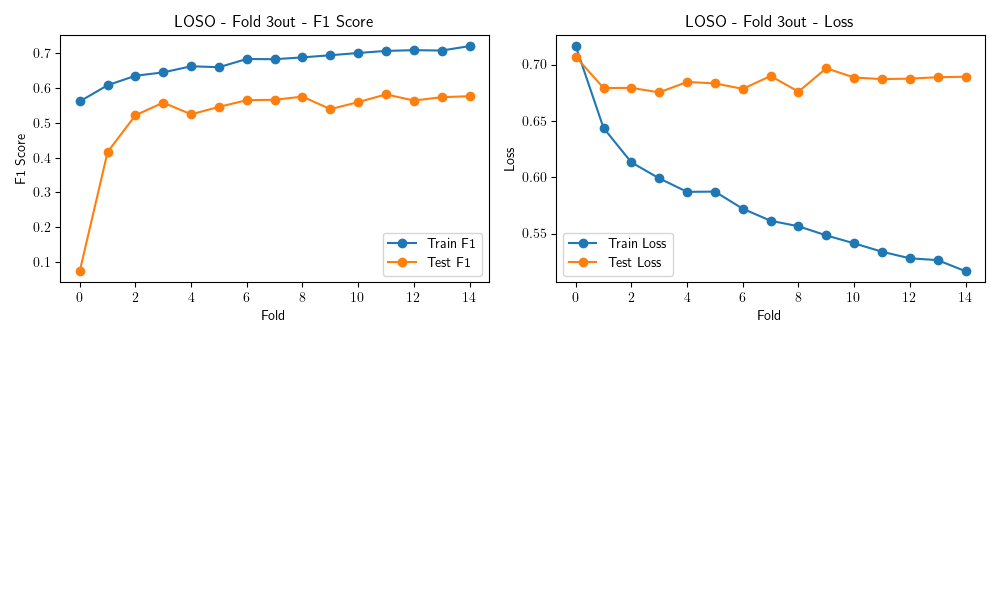 LOSO - Fold 3out - F1 Score
F1 Score
0.7
0.6
0.5
0.4
0.3
0.2
0.1
Train F1
Test F1
0 2 4 6 8 10 12 14
Fold
LOSO - Fold 3out - Loss
Loss
0.70
0.65
0.60
0.55
Train Loss
Test Loss
0 2 4 6 8 10 12 14
Fold